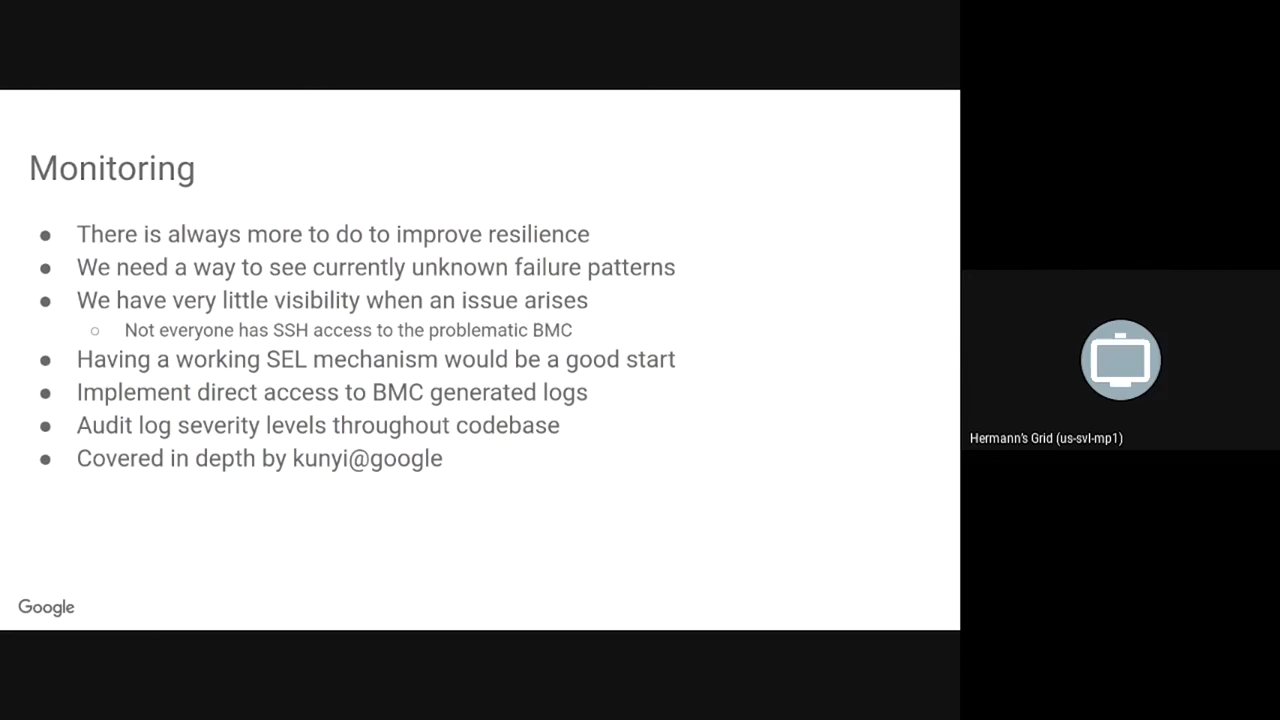 Monitoring
● There is always more to do to improve resilience
● We need a way to see currently unknown failure patterns
● We have very little visibility when an issue arises
○ Not everyone has SSH access to the problematic BMC
● Having a working SEL mechanism would be a good start
● Implement direct access to BMC generated logs
● Audit log severity levels throughout codebase
● Covered in depth by kunyi@google
Google
Hermann's Grid (us-svl-mp1)